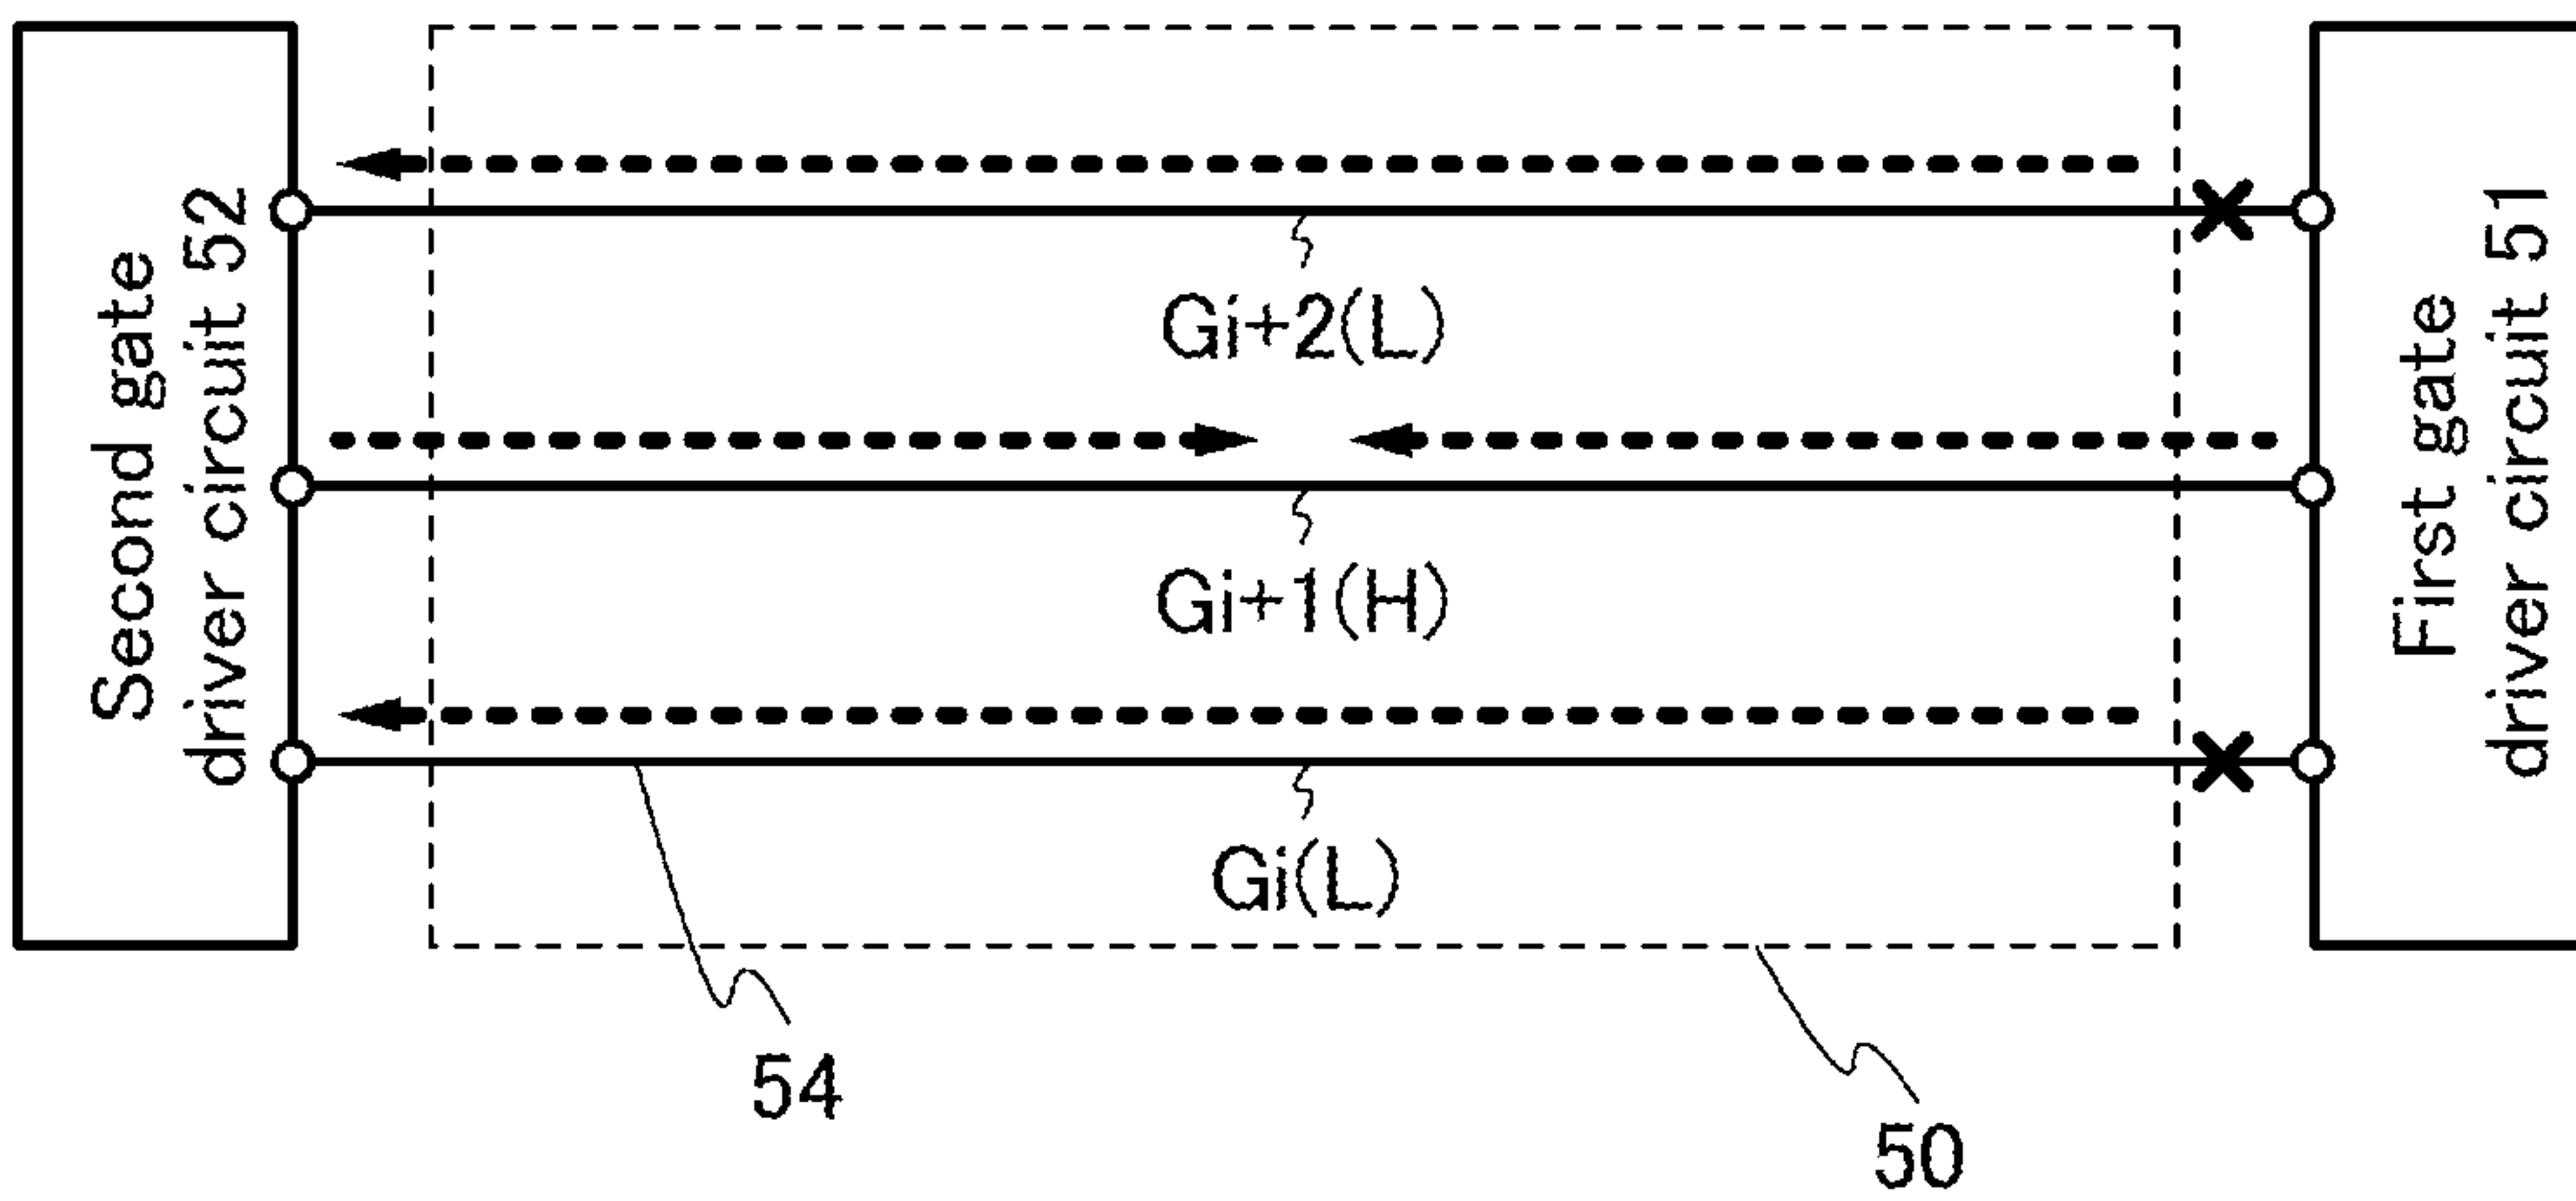 Second gate
driver circuit 52
Gi+2(L)
Gi+1(H)
Gi(L)
First gate
driver circuit 51
54
50